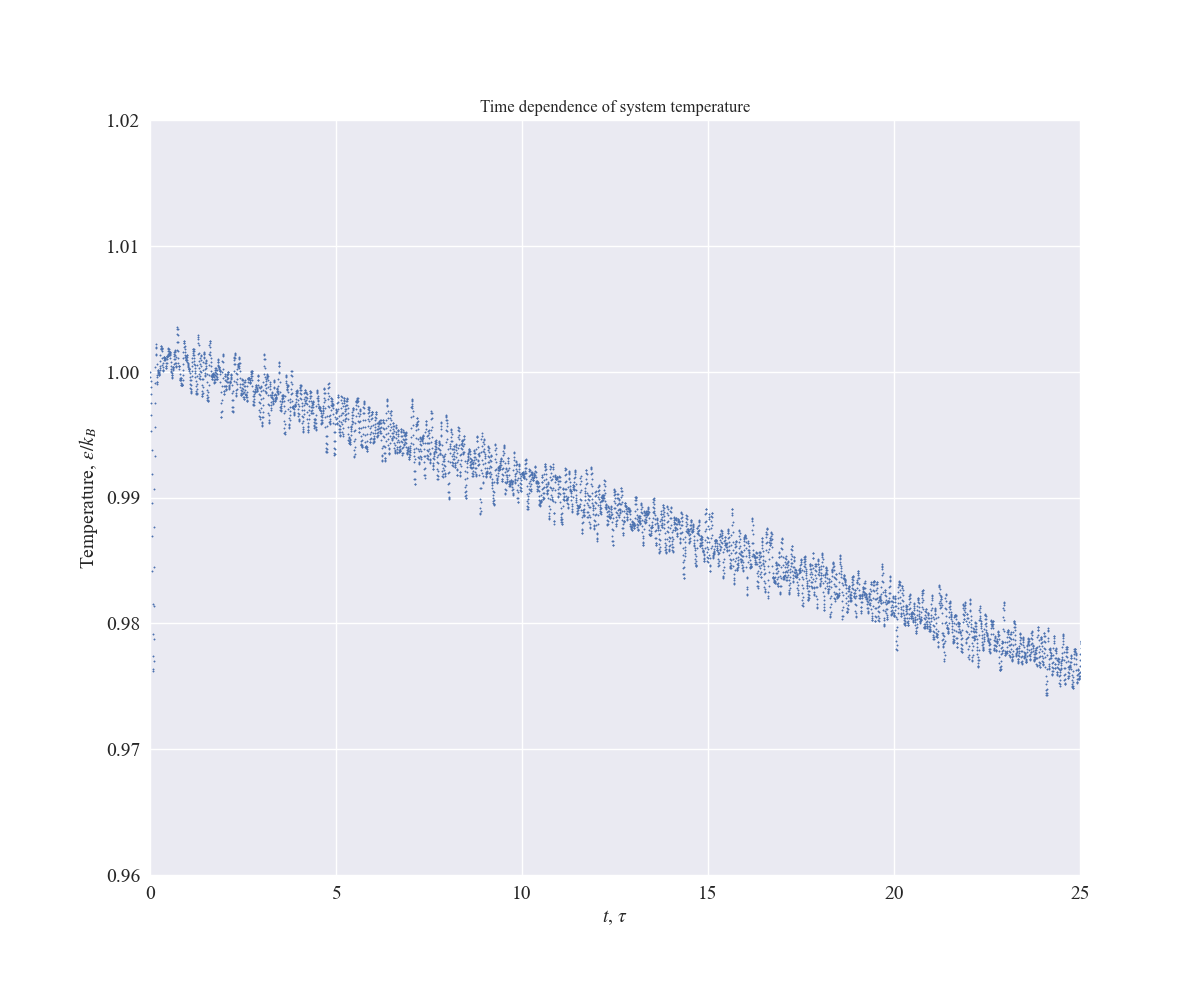 Time dependence of system temperature
1.02
1.01
1.00
0.99
0.98
0.97
0.96
Temperature, ε/k_B
0 5 10 15 20 25
t, τ